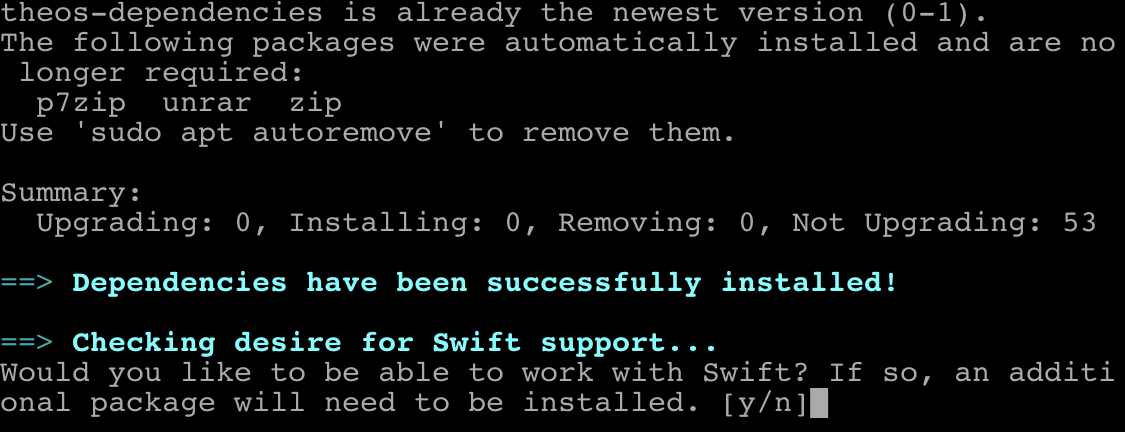 theos-dependencies is already the newest version (0-1).
The following packages were automatically installed and are no
 longer required:
  p7zip  unrar  zip
Use 'sudo apt autoremove' to remove them.

Summary:
  Upgrading: 0, Installing: 0, Removing: 0, Not Upgrading: 53

==> Dependencies have been successfully installed!

==> Checking desire for Swift support...
Would you like to be able to work with Swift? If so, an additi
onal package will need to be installed. [y/n]